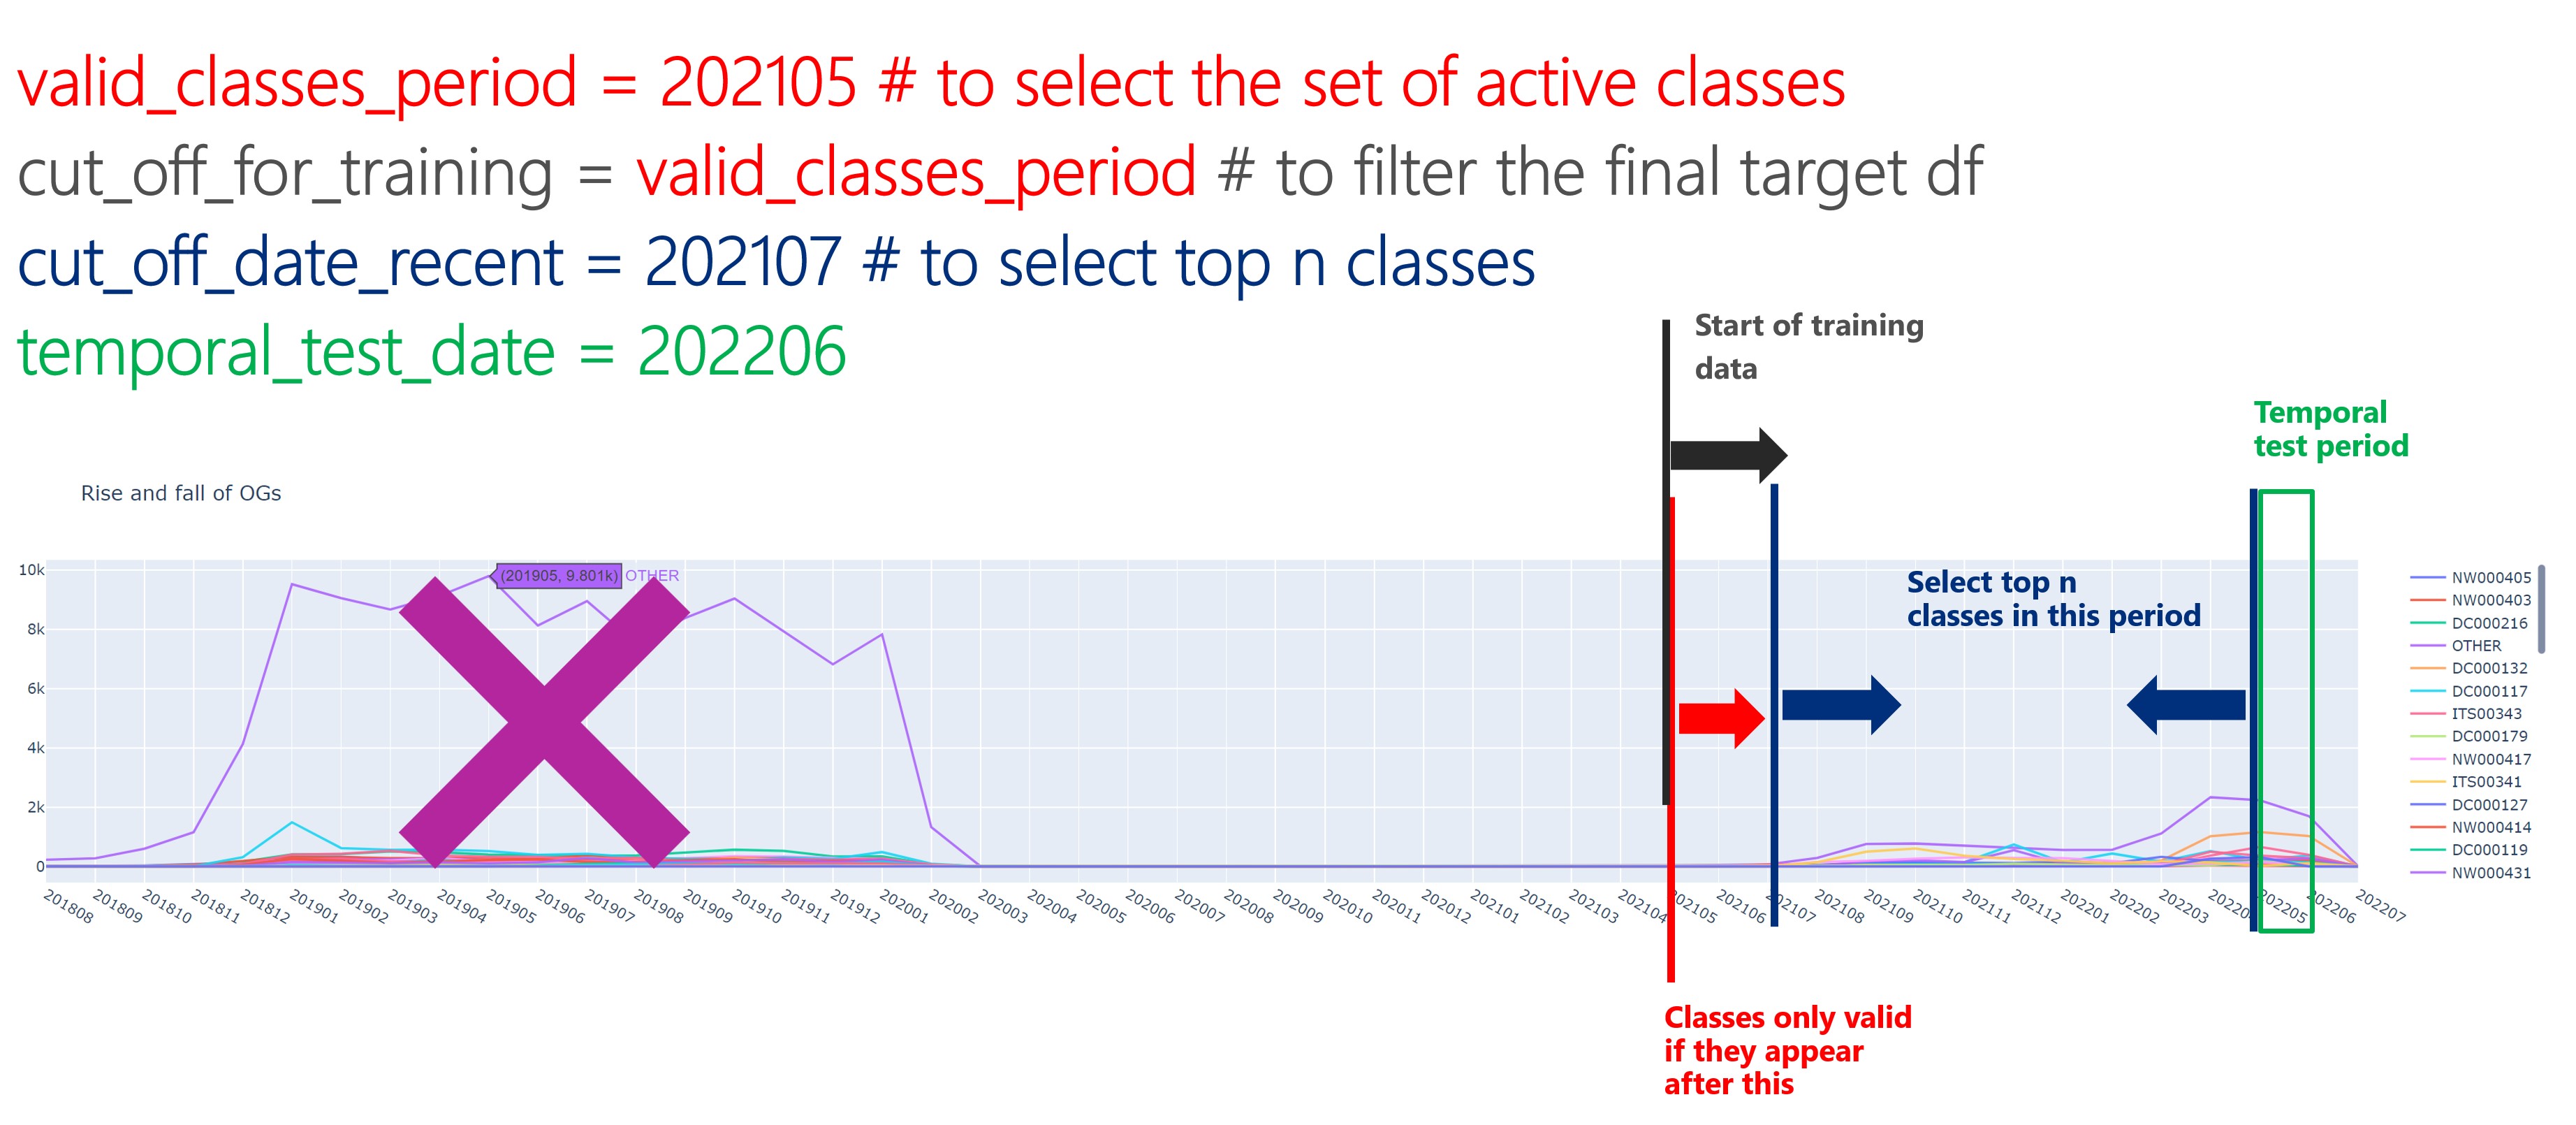 valid_classes_period = 202105 # to select the set of active classes
cut_off_for_training = valid_classes_period # to filter the final target df
cut_off_date_recent = 202107 # to select top n classes
temporal_test_date = 202206
Start of training
data
Temporal
test period
Rise and fall of OGs
(201905, 9.801k) OTHER
Select top n
classes in this period
10k
8k
6k
4k
2k
0
201808
201809
201810
201811
201812
201901
201902
201903
201904
201905
201906
201907
201908
201909
201910
201911
201912
202001
202002
202003
202004
202005
202006
202007
202008
202009
202010
202011
202012
202101
202102
202103
202104
202105
202106
202107
202108
202109
202110
202111
202112
202201
202202
202203
202205
202206
202207
NW000405
NW000403
DC000216
OTHER
DC000132
DC000117
ITS00343
DC000179
NW000417
ITS00341
DC000127
NW000414
DC000119
NW000431
Classes only valid
if they appear
after this